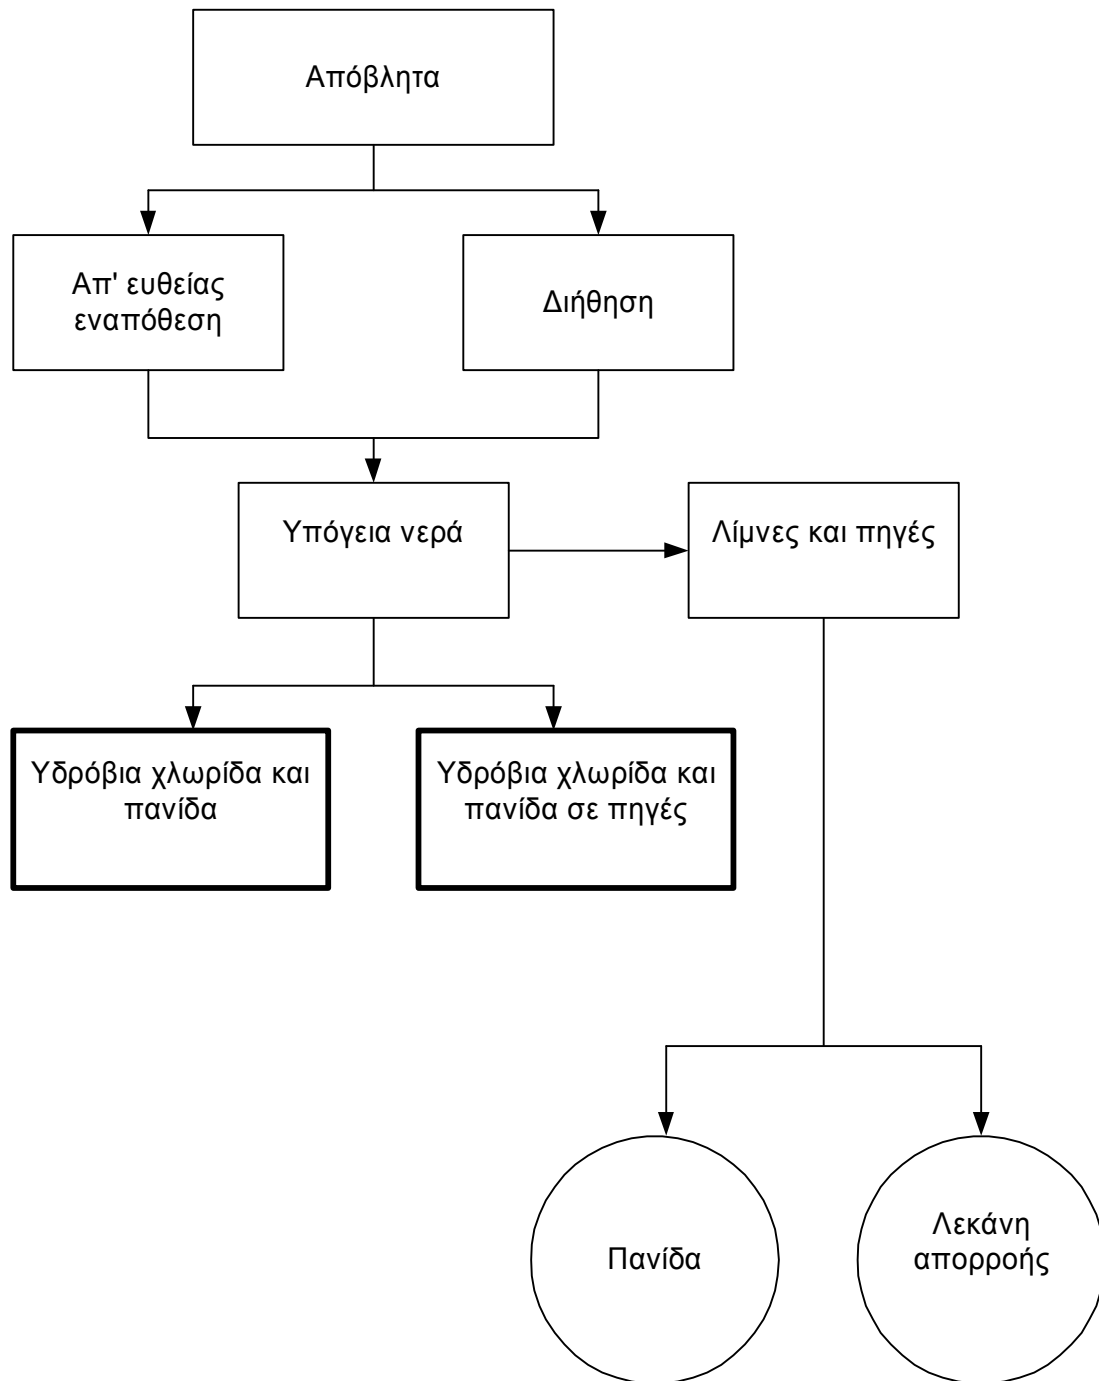 Απόβλητα
Απ' ευθείας
εναπόθεση
Διήθηση
Υπόγεια νερά
Λίμνες και πηγές
Υδρόβια χλωρίδα και
πανίδα
Υδρόβια χλωρίδα και
πανίδα σε πηγές
Πανίδα
Λεκάνη
απορροής